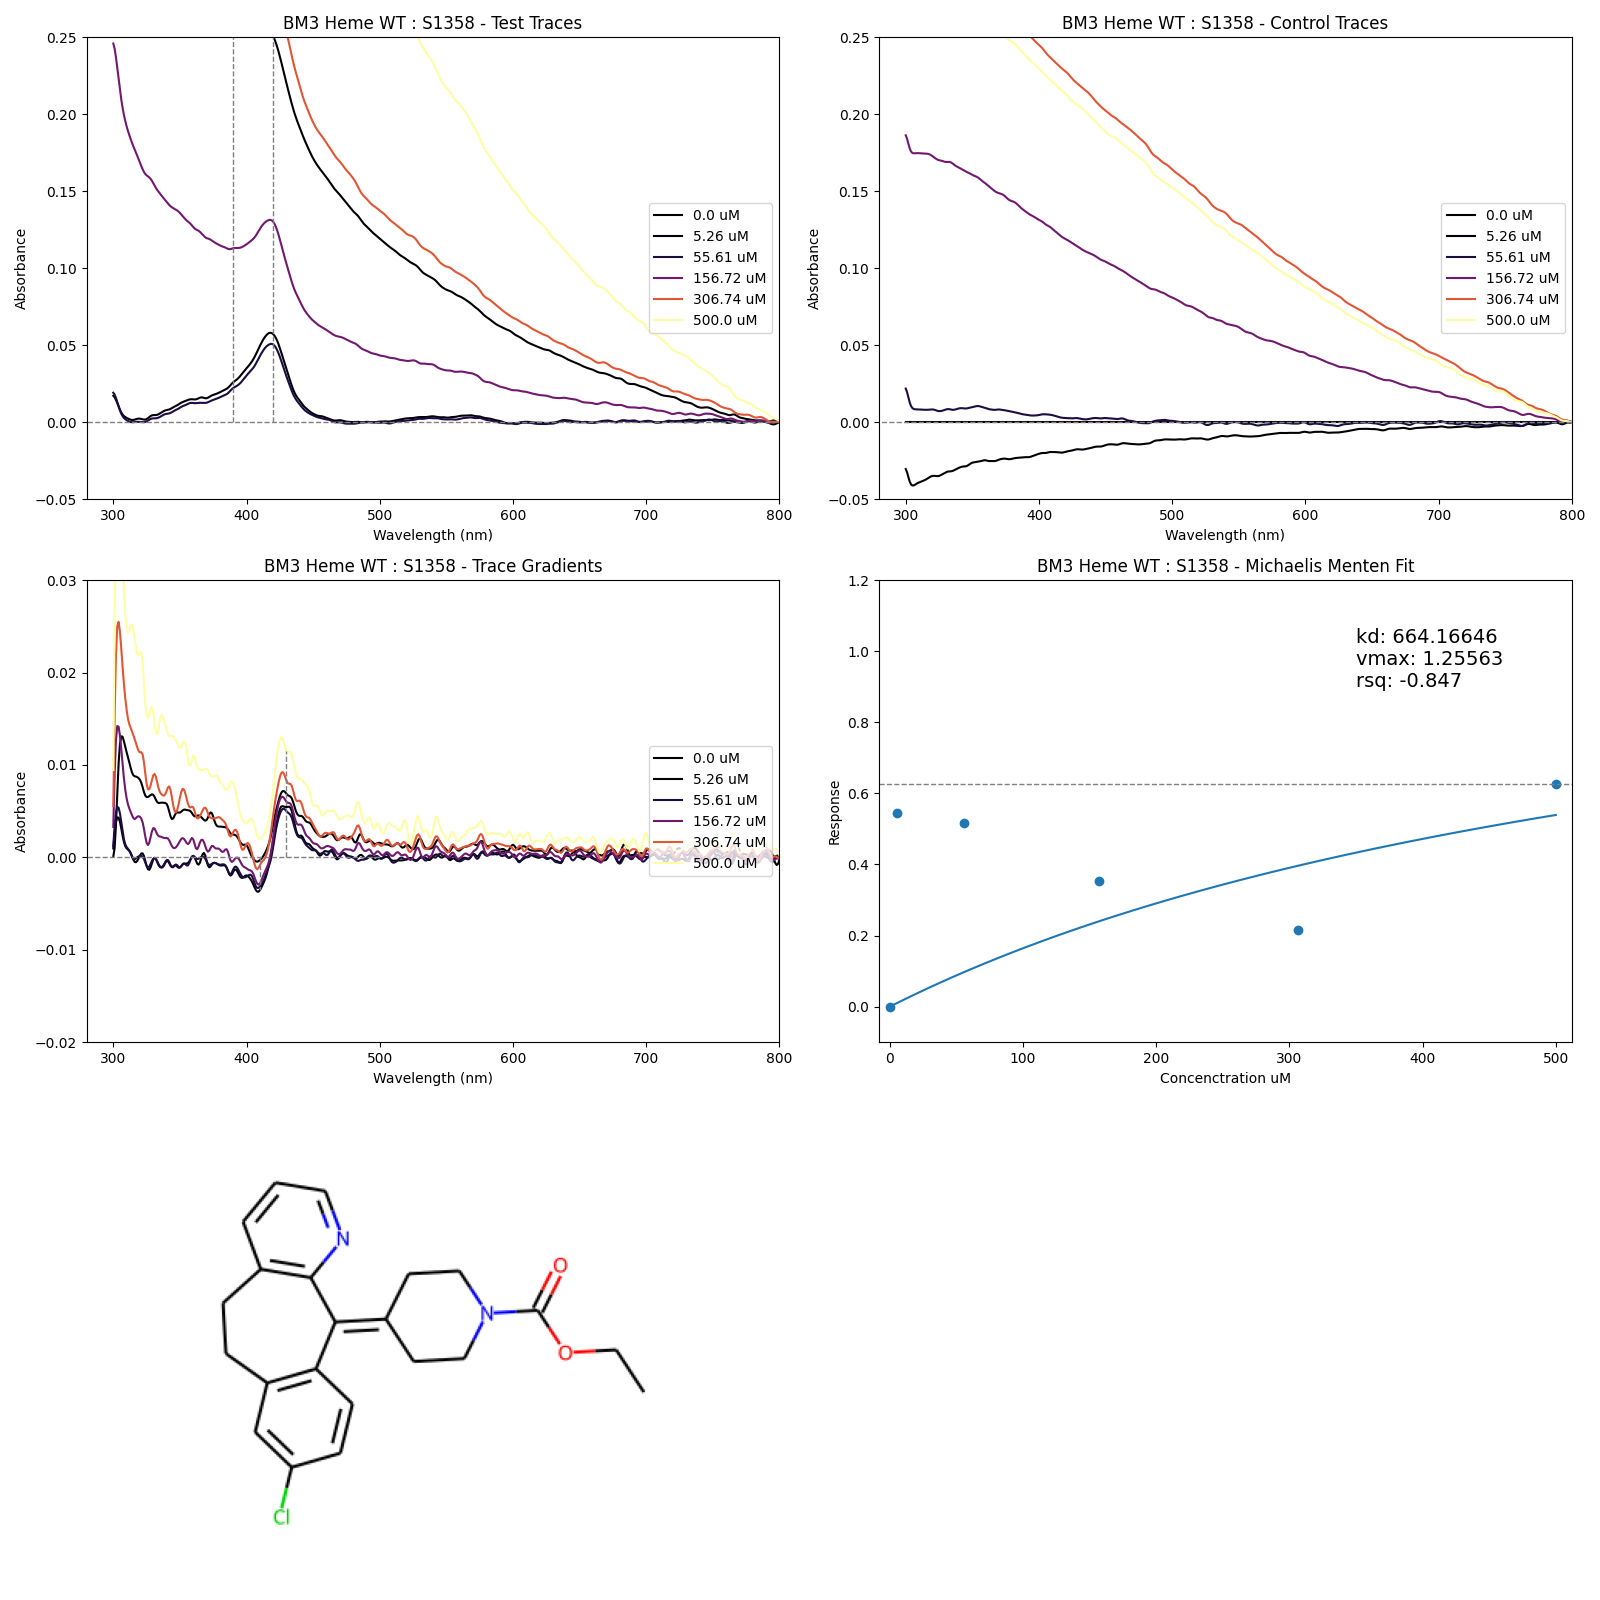 BM3 Heme WT : S1358 - Test Traces
0.25
0.20
0.15
0.10
0.05
0.00
−0.05
Absorbance
300 400 500 600 700 800
Wavelength (nm)
0.0 uM
5.26 uM
55.61 uM
156.72 uM
306.74 uM
500.0 uM
BM3 Heme WT : S1358 - Control Traces
0.25
0.20
0.15
0.10
0.05
0.00
−0.05
Absorbance
300 400 500 600 700 800
Wavelength (nm)
0.0 uM
5.26 uM
55.61 uM
156.72 uM
306.74 uM
500.0 uM
BM3 Heme WT : S1358 - Trace Gradients
0.03
0.02
0.01
0.00
−0.01
−0.02
Absorbance
300 400 500 600 700 800
Wavelength (nm)
0.0 uM
5.26 uM
55.61 uM
156.72 uM
306.74 uM
500.0 uM
BM3 Heme WT : S1358 - Michaelis Menten Fit
1.2
1.0
0.8
0.6
0.4
0.2
0.0
Response
0 100 200 300 400 500
Concenctration uM
kd: 664.16646
vmax: 1.25563
rsq: -0.847
N
O
N
O
Cl